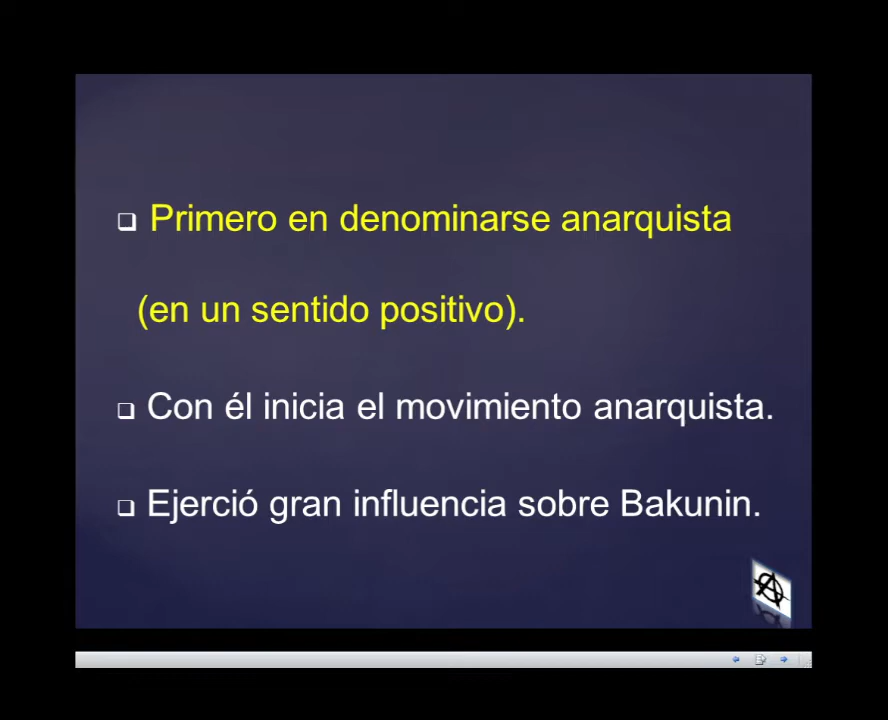 Primero en denominarse anarquista
(en un sentido positivo).
Con él inicia el movimiento anarquista.
Ejerció gran influencia sobre Bakunin.